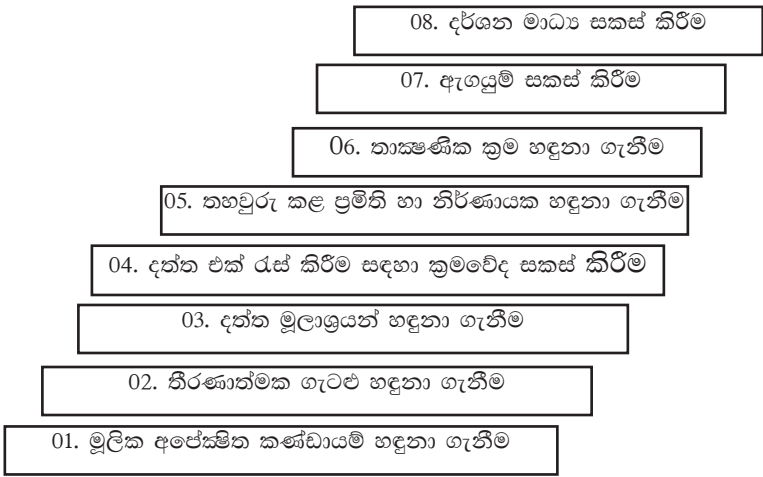 08. දර්ශන මාධ්‍ය සකස් කිරීම
07. ඇගයුම් සකස් කිරීම
06. තාක්‍ෂණික ක්‍රම හඳුනා ගැනීම
05. තහවුරු කළ ප්‍රමිති හා නිර්ණායක හඳුනා ගැනීම
04. දත්ත එක් රැස් කිරීම සඳහා ක්‍රමවේද සකස් කිරීම
03. දත්ත මූලාශ්‍රයන් හඳුනා ගැනීම
02. තීරණාත්මක ගැටළු හඳුනා ගැනීම
01. මූලික අපේක්‍ෂිත කණ්ඩායම් හඳුනා ගැනීම